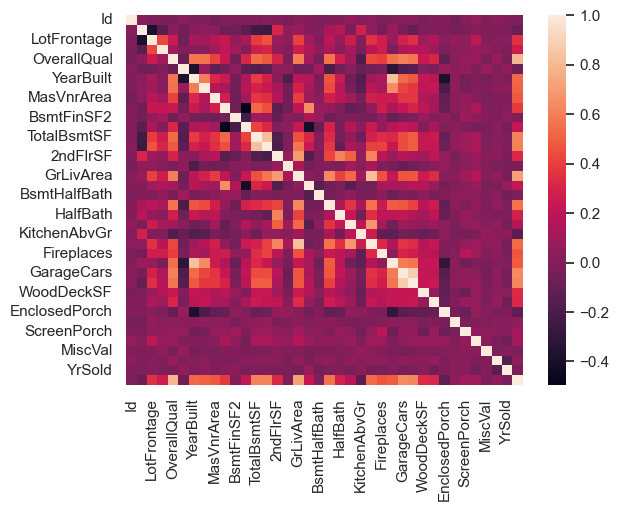 Id
LotFrontage
OverallQual
YearBuilt
MasVnrArea
BsmtFinSF2
TotalBsmtSF
2ndFlrSF
GrLivArea
BsmtHalfBath
HalfBath
KitchenAbvGr
Fireplaces
GarageCars
WoodDeckSF
EnclosedPorch
ScreenPorch
MiscVal
YrSold
Id
LotFrontage
OverallQual
YearBuilt
MasVnrArea
BsmtFinSF2
TotalBsmtSF
2ndFlrSF
GrLivArea
BsmtHalfBath
HalfBath
KitchenAbvGr
Fireplaces
GarageCars
WoodDeckSF
EnclosedPorch
ScreenPorch
MiscVal
YrSold
1.0
0.8
0.6
0.4
0.2
0.0
−0.2
−0.4